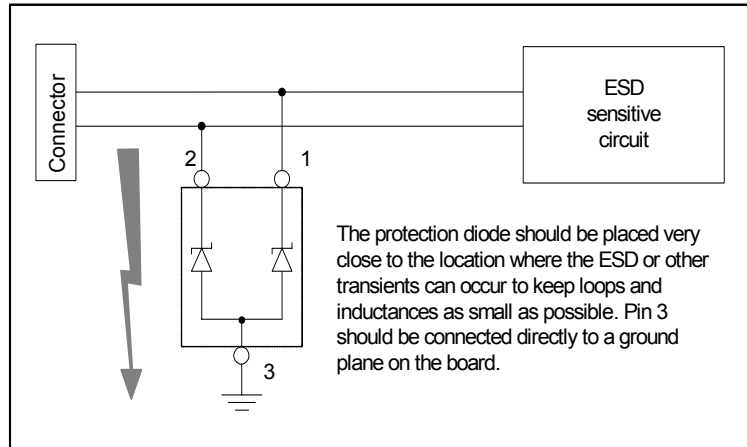 Connector
ESD
sensitive
circuit
2
1
The protection diode should be placed very
close to the location where the ESD or other
transients can occur to keep loops and
inductances as small as possible. Pin 3
should be connected directly to a ground
plane on the board.
3